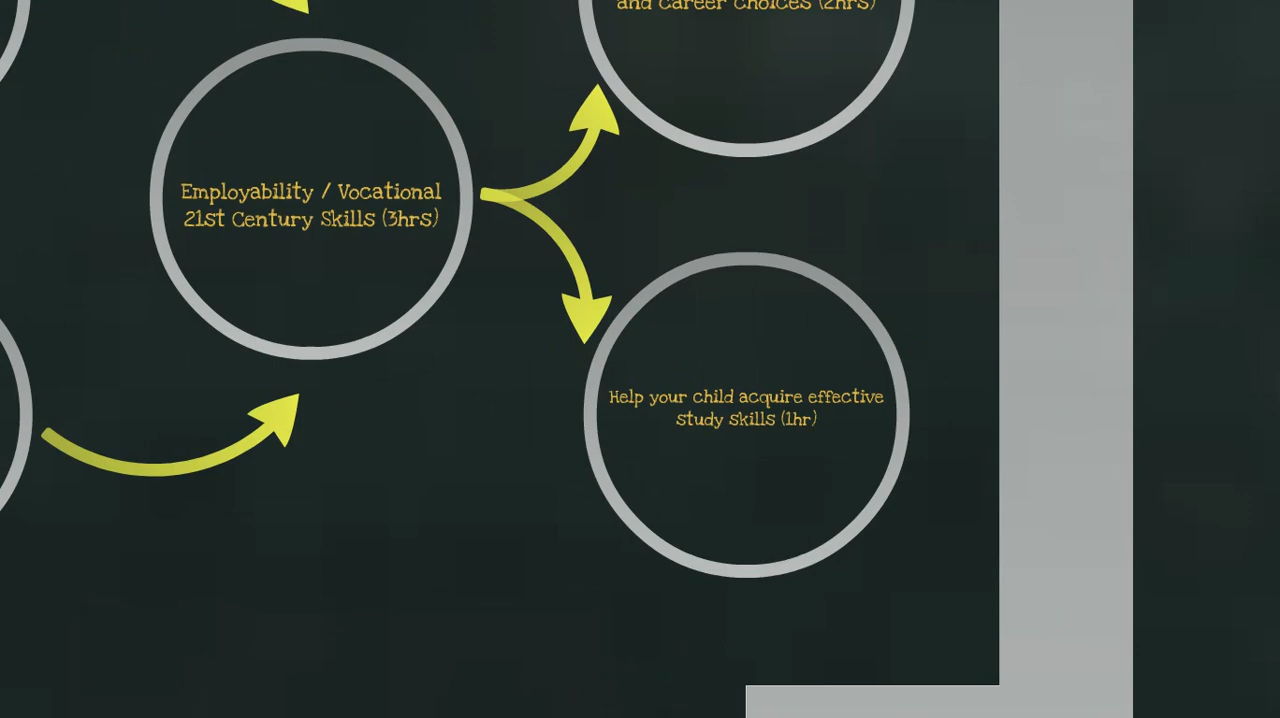 and Career Choices (2hrs)
Employability / Vocational
21st Century Skills (3hrs)
Help your child acquire effective
study skills (1hr)